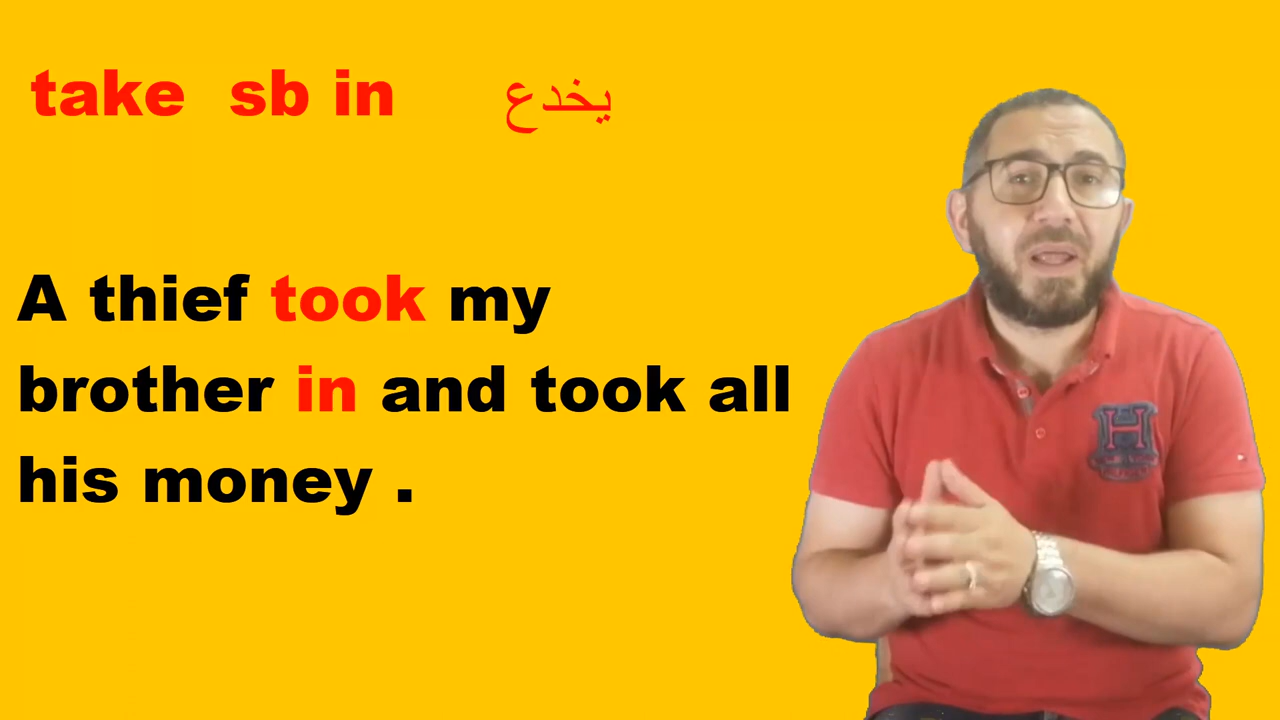 take sb in يخدع
A thief took my
brother in and took all
his money .
H